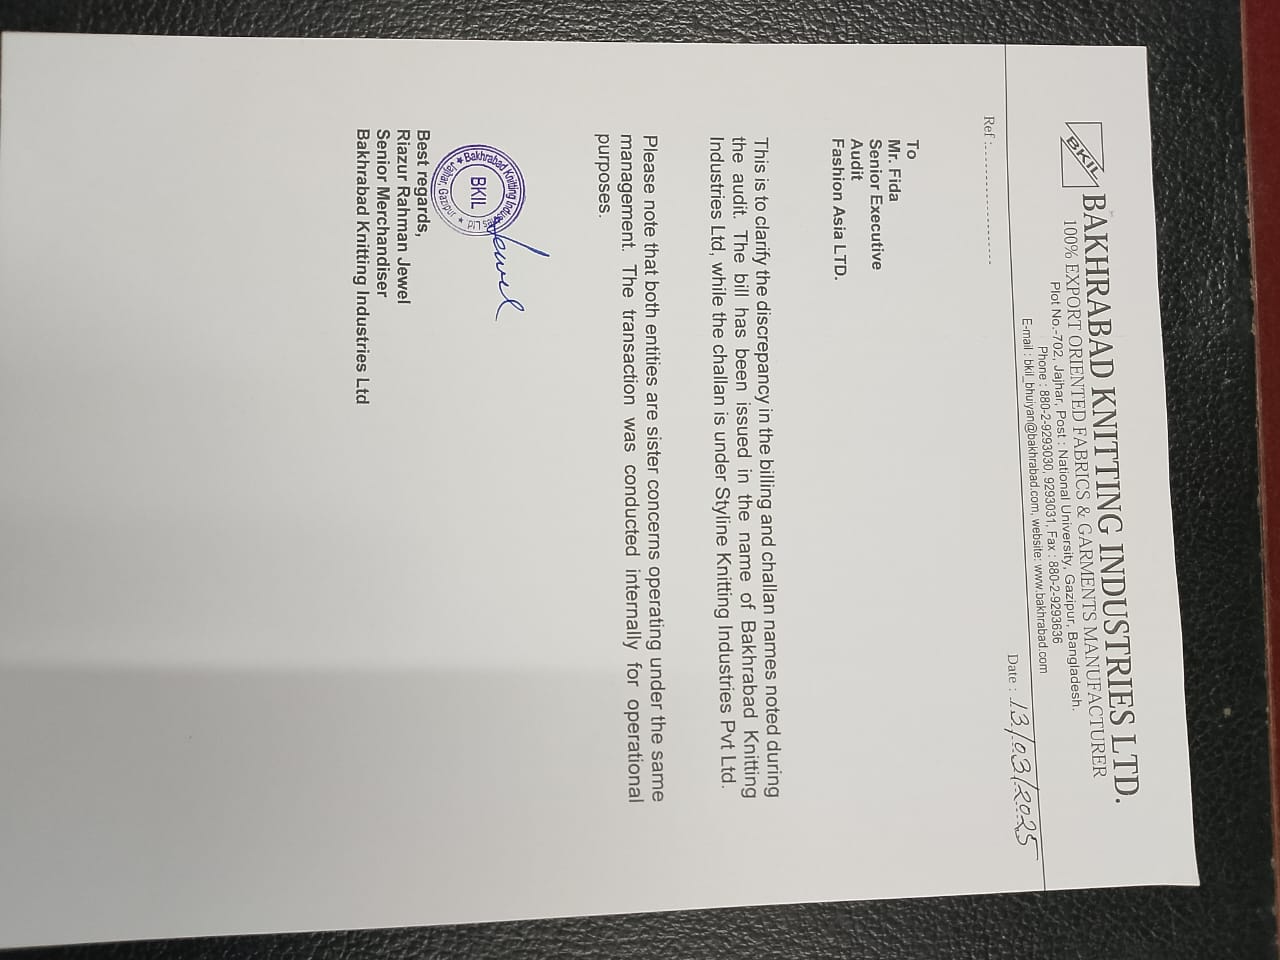 BKIL
BAKHRABAD KNITTING INDUSTRIES LTD.
100% EXPORT ORIENTED FABRICS & GARMENTS MANUFACTURER
Plot No.-702, Jajhar, Post : National University, Gazipur, Bangladesh.
Phone : 880-2-9293030, 9293031, Fax : 880-2-9293636
E-mail : bkil_bhuiyan@bakhrabad.com, website: www.bakhrabad.com
Ref :........................... Date : 13/03/2025
To
Mr. Fida
Senior Executive
Audit
Fashion Asia LTD.
This is to clarify the discrepancy in the billing and challan names noted during
the audit. The bill has been issued in the name of Bakhrabad Knitting
Industries Ltd, while the challan is under Styline Knitting Industries Pvt Ltd.
Please note that both entities are sister concerns operating under the same
management. The transaction was conducted internally for operational
purposes.
Bakhrabad Knitting Industries Ltd. ★ Jajhar, Gazipur ★
BKIL
Jewel
Best regards,
Riazur Rahman Jewel
Senior Merchandiser
Bakhrabad Knitting Industries Ltd